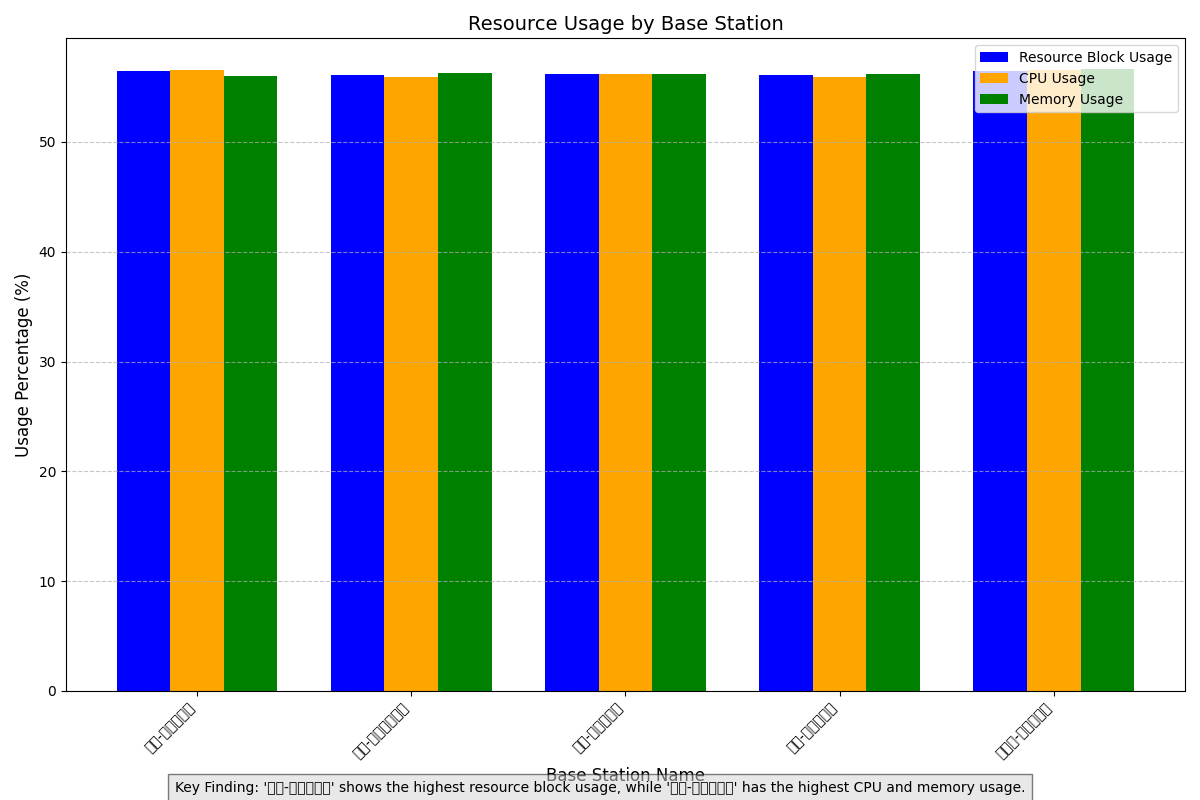 Resource Usage by Base Station
Resource Block Usage
CPU Usage
Memory Usage
Usage Percentage (%)
50
40
30
20
10
0
Base Station Name
Key Finding: '-' shows the highest resource block usage, while '-' has the highest CPU and memory usage.